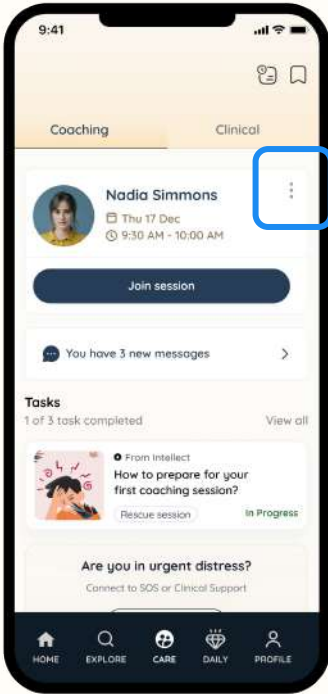 9:41
Coaching
Clinical
Nadia Simmons
Thu 17 Dec
9:30 AM - 10:00 AM
Join session
You have 3 new messages
Tasks
1 of 3 task completed
View all
From Intellect
How to prepare for your
first coaching session?
Rescue session
In Progress
Are you in urgent distress?
Connect to SOS or Clinical Support
HOME
EXPLORE
CARE
DAILY
PROFILE